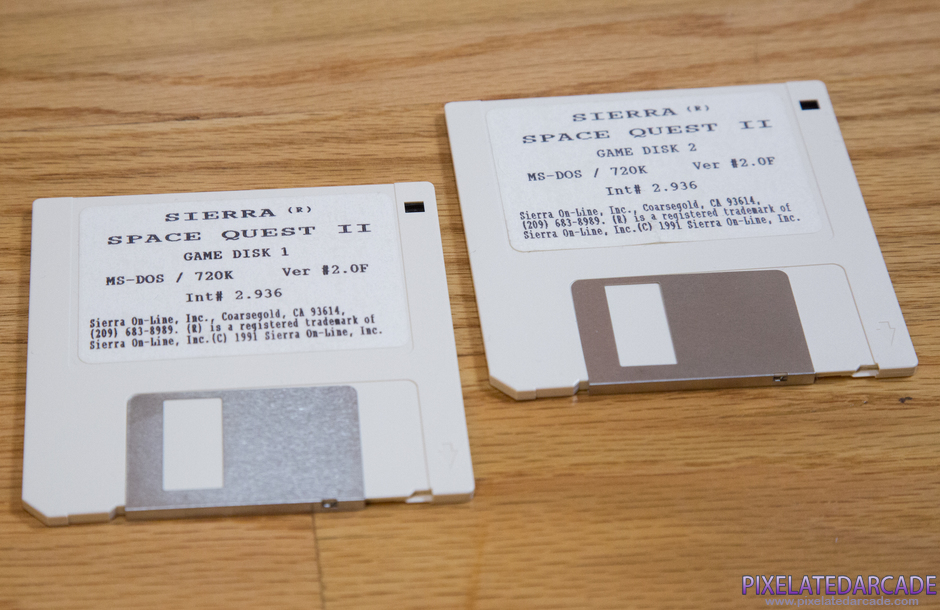 SIERRA (R)
SPACE QUEST II
GAME DISK 1
MS-DOS / 720K Ver #2.0F
Int# 2.936
Sierra On-Line, Inc., Coarsegold, CA 93614,
(209) 683-8989. (R) is a registered trademark of
Sierra On-Line, Inc.(C) 1991 Sierra On-Line, Inc.
SIERRA (R)
SPACE QUEST II
GAME DISK 2
MS-DOS / 720K Ver #2.0F
Int# 2.936
Sierra On-Line, Inc., Coarsegold, CA 93614,
(209) 683-8989. (R) is a registered trademark of
Sierra On-Line, Inc.(C) 1991 Sierra On-Line, Inc.
PIXELATEDARCADE
www.pixelatedarcade.com